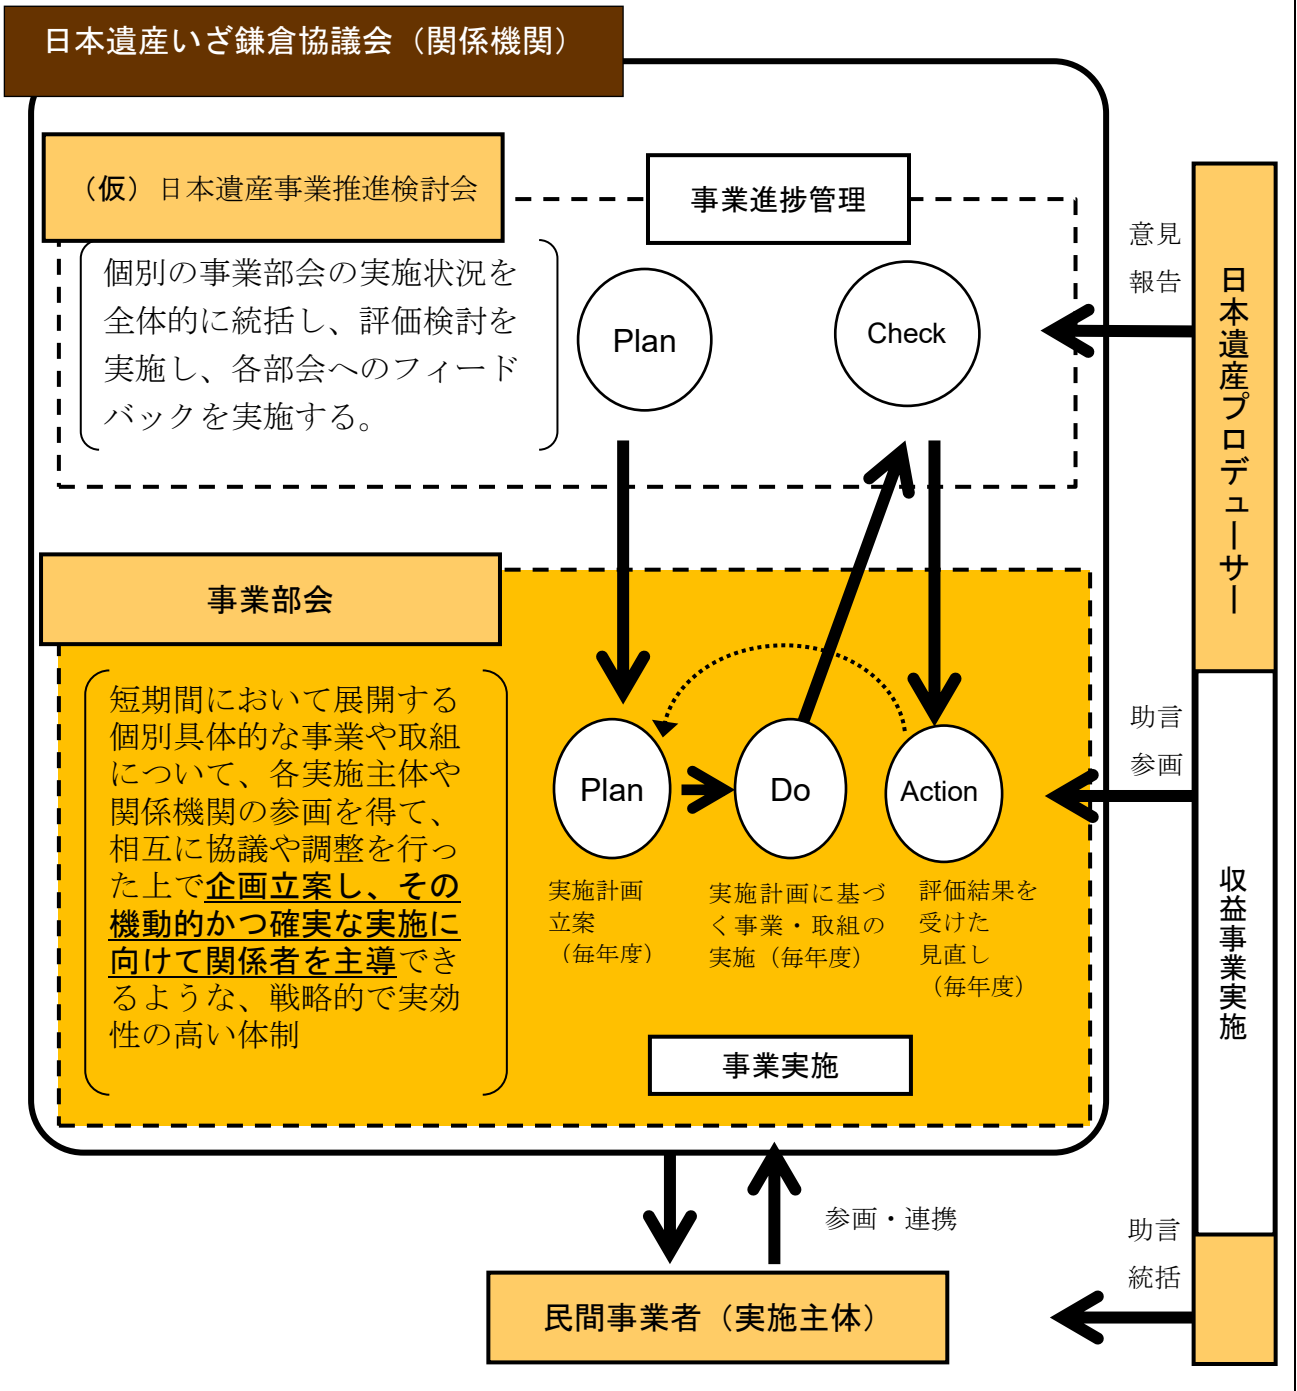 日本遺産いざ鎌倉協議会（関係機関）
（仮）日本遺産事業推進検討会
事業進捗管理
個別の事業部会の実施状況を
全体的に統括し、評価検討を
実施し、各部会へのフィード
バックを実施する。
Plan
Check
意見
報告
日本遺産プロデューサー
事業部会
短期間において展開する
個別具体的な事業や取組
について、各実施主体や
関係機関の参画を得て、
相互に協議や調整を行っ
た上で企画立案し、その
機動的かつ確実な実施に
向けて関係者を主導でき
るような、戦略的で実効
性の高い体制
Plan
Do
Action
実施計画
立案
（毎年度）
実施計画に基づ
く事業・取組の
実施（毎年度）
評価結果を
受けた
見直し
（毎年度）
事業実施
助言
参画
収益事業実施
参画・連携
民間事業者（実施主体）
助言
統括